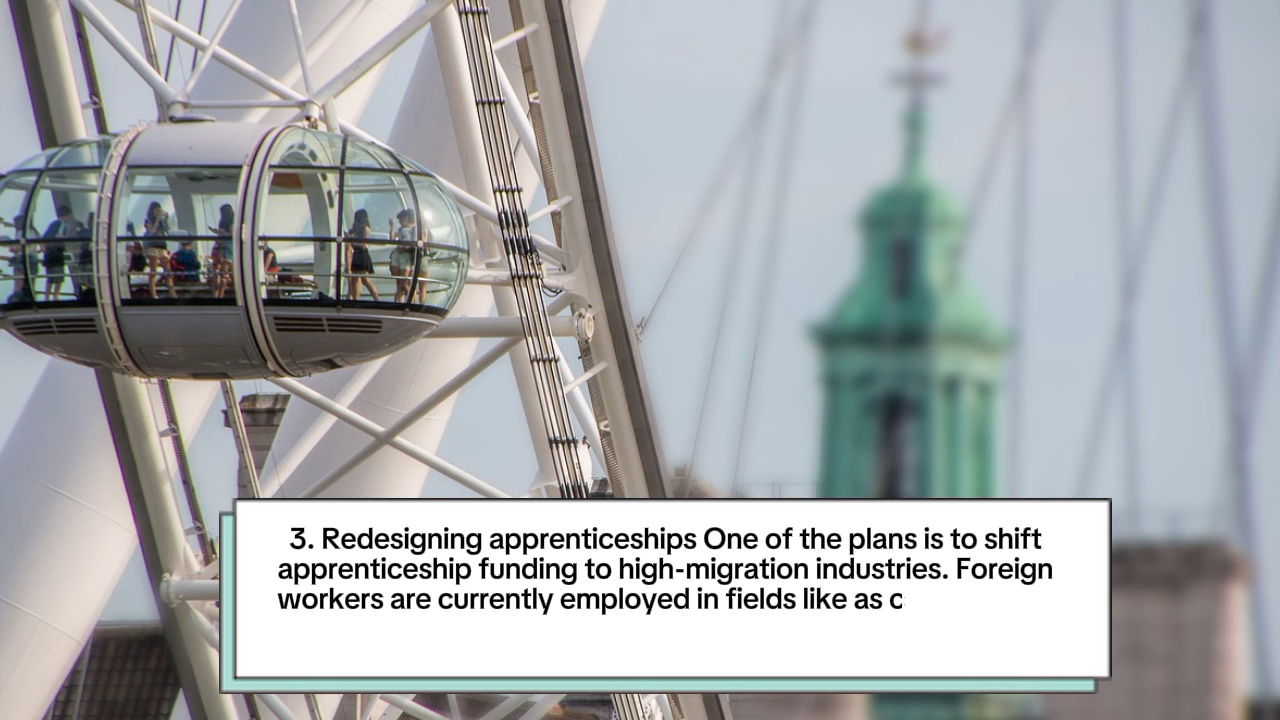 3. Redesigning apprenticeships One of the plans is to shift
apprenticeship funding to high-migration industries. Foreign
workers are currently employed in fields like as c